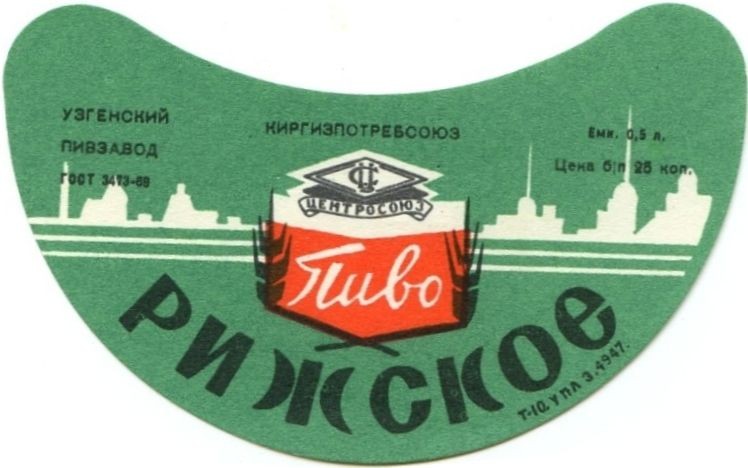 УЗГЕНСКИЙ
ПИВЗАВОД
ГОСТ 3473-69
КИРГИЗПОТРЕБСОЮЗ
Емк. 0,5 л.
Цена б/п 25 коп.
ЦС
ЦЕНТРОСОЮЗ
Пиво
РИЖСКОЕ
Т-10. УПЛ З.4947.